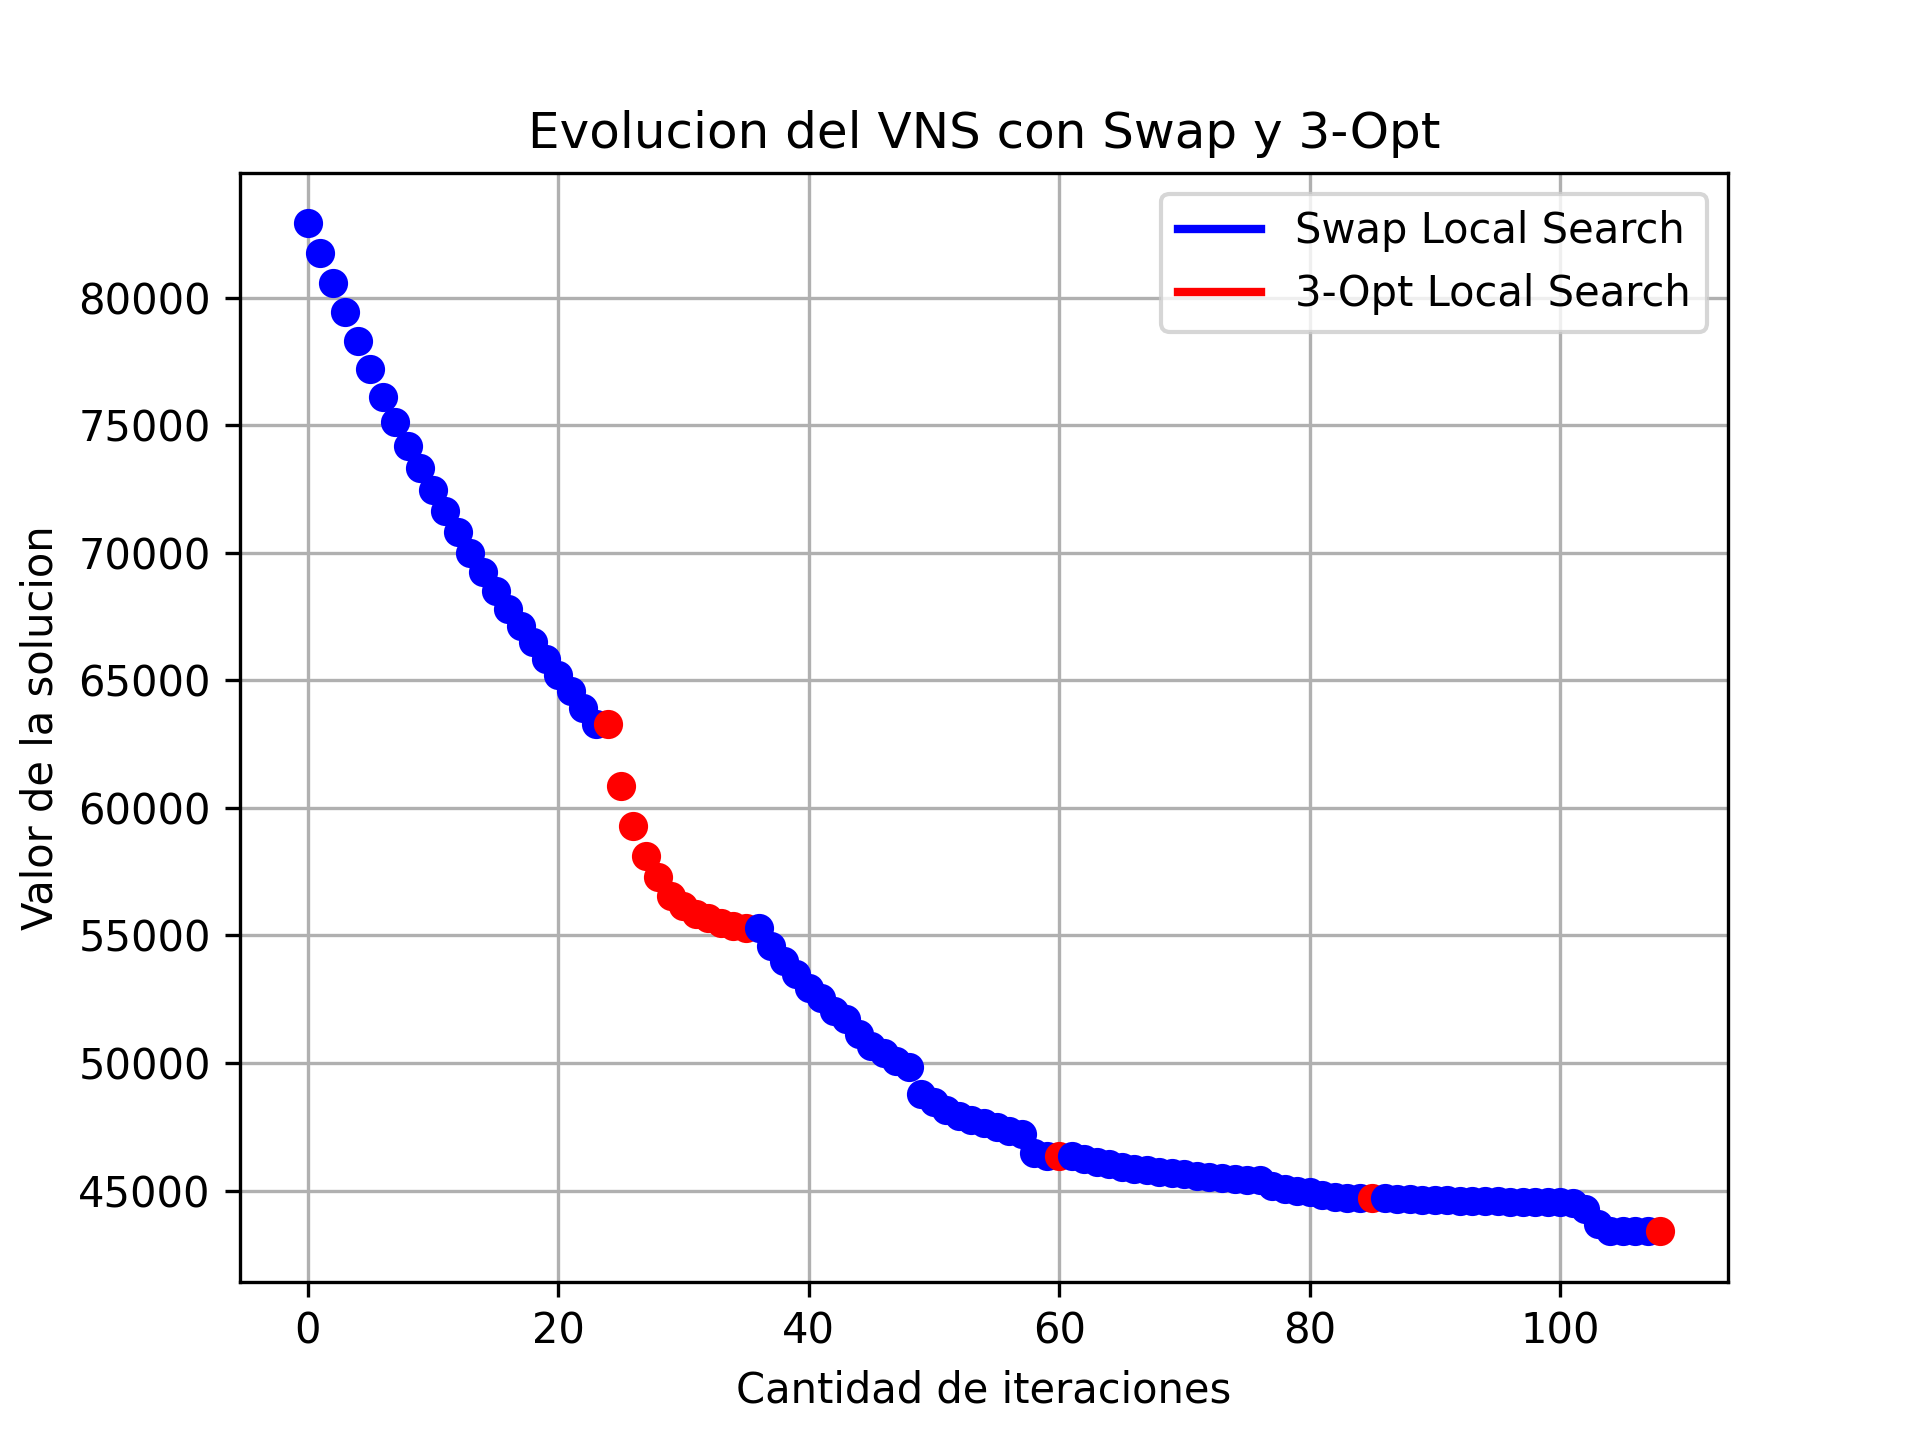 Evolucion del VNS con Swap y 3-Opt
Swap Local Search
3-Opt Local Search
Valor de la solucion
80000
75000
70000
65000
60000
55000
50000
45000
0 20 40 60 80 100
Cantidad de iteraciones